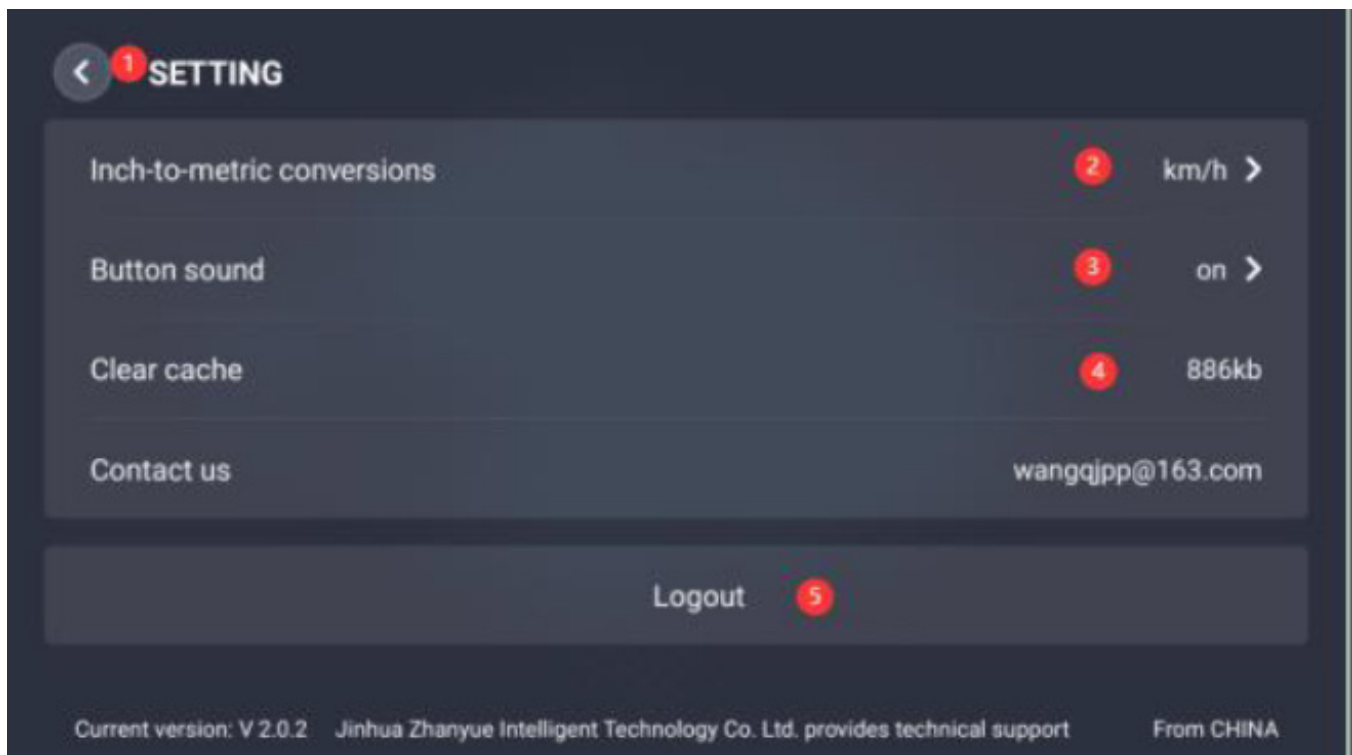 1 SETTING
Inch-to-metric conversions 2 km/h
Button sound 3 on
Clear cache 4 886kb
Contact us wangqjpp@163.com
Logout 5
Current version: V 2.0.2 Jinhua Zhanyue Intelligent Technology Co. Ltd. provides technical support From CHINA